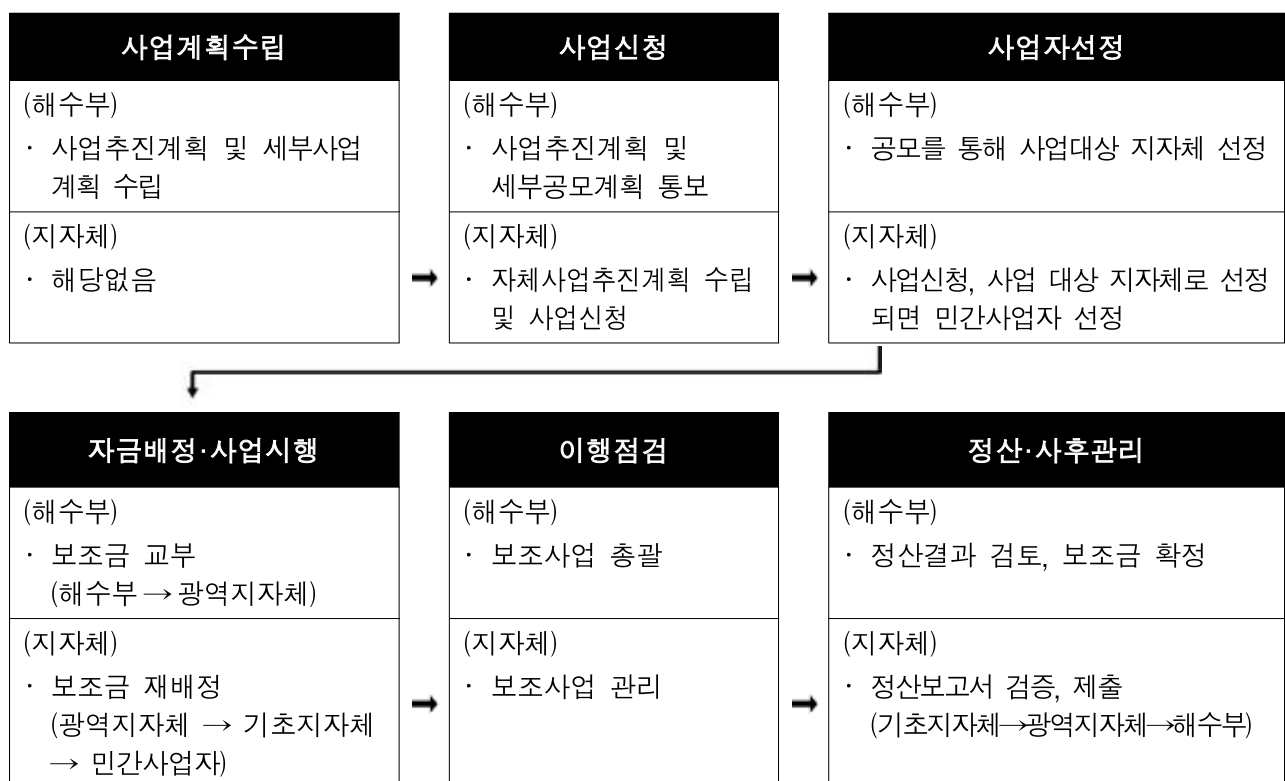 사업계획수립
(해수부)
· 사업추진계획 및 세부사업
계획 수립
(지자체)
· 해당없음
➡
사업신청
(해수부)
· 사업추진계획 및
세부공모계획 통보
(지자체)
· 자체사업추진계획 수립
및 사업신청
➡
사업자선정
(해수부)
· 공모를 통해 사업대상 지자체 선정
(지자체)
· 사업신청, 사업 대상 지자체로 선정
되면 민간사업자 선정
자금배정·사업시행
(해수부)
· 보조금 교부
(해수부 → 광역지자체)
(지자체)
· 보조금 재배정
(광역지자체 → 기초지자체
→ 민간사업자)
➡
이행점검
(해수부)
· 보조사업 총괄
(지자체)
· 보조사업 관리
➡
정산·사후관리
(해수부)
· 정산결과 검토, 보조금 확정
(지자체)
· 정산보고서 검증, 제출
(기초지자체→광역지자체→해수부)